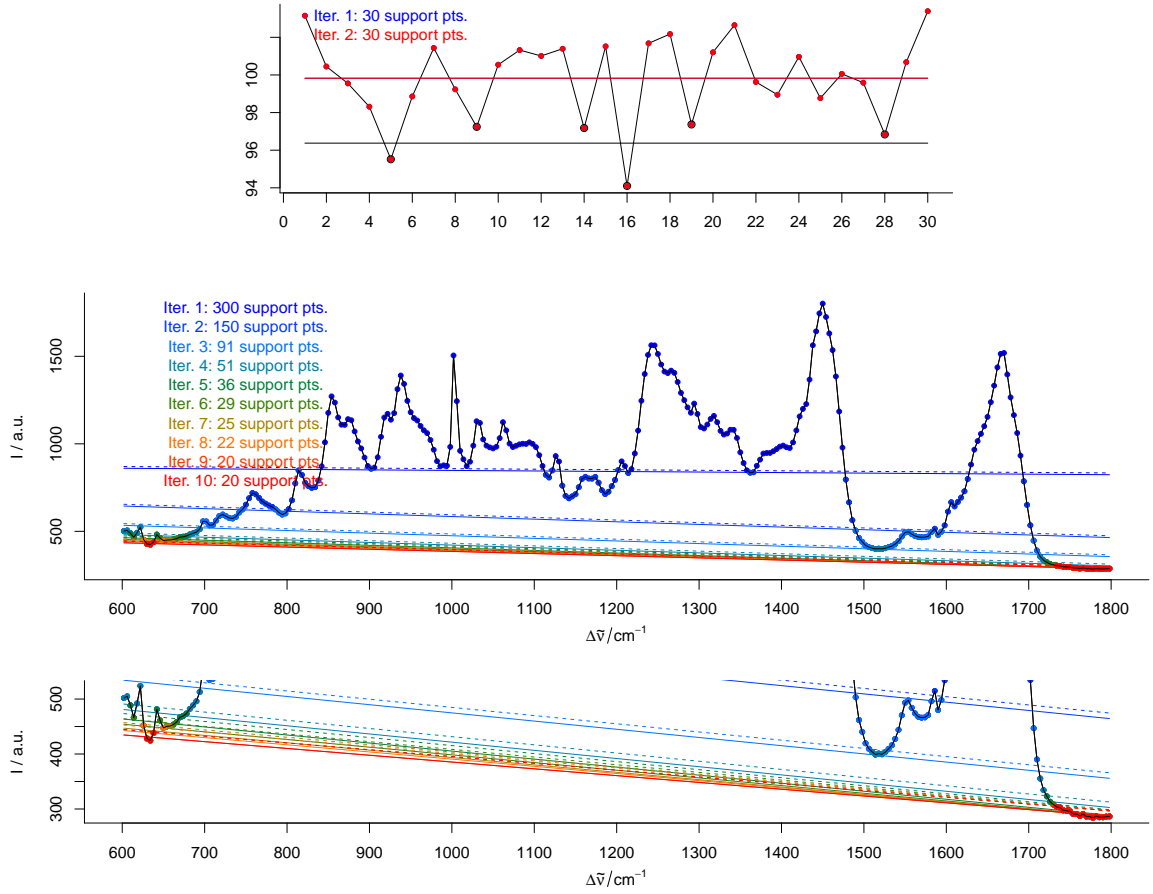 Iter. 1: 30 support pts.
Iter. 2: 30 support pts.
94 96 98 100
0 2 4 6 8 10 12 14 16 18 20 22 24 26 28 30
Iter. 1: 300 support pts.
Iter. 2: 150 support pts.
Iter. 3: 91 support pts.
Iter. 4: 51 support pts.
Iter. 5: 36 support pts.
Iter. 6: 29 support pts.
Iter. 7: 25 support pts.
Iter. 8: 22 support pts.
Iter. 9: 20 support pts.
Iter. 10: 20 support pts.
I / a.u.
500 1000 1500
600 700 800 900 1000 1100 1200 1300 1400 1500 1600 1700 1800
Δν̃/cm⁻¹
I / a.u.
300 400 500
600 700 800 900 1000 1100 1200 1300 1400 1500 1600 1700 1800
Δν̃/cm⁻¹